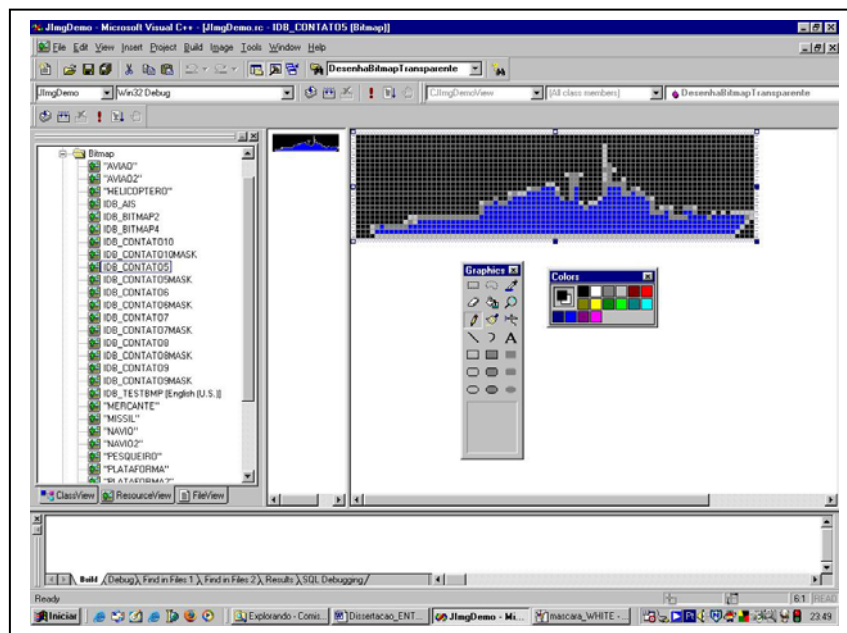 JImgDemo - Microsoft Visual C++ - [JImgDemo.rc - IDB_CONTATO5 (Bitmap)]
File Edit View Insert Project Build Image Tools Window Help
DesenhaBitmapTransparente
JImgDemo Win32 Debug CJImgDemoView (All class members) DesenhaBitmapTransparente
Bitmap
"AVIAO"
"AVIAO2"
"HELICOPTERO"
IDB_AIS
IDB_BITMAP2
IDB_BITMAP4
IDB_CONTATO10
IDB_CONTATO10MASK
IDB_CONTATO5
IDB_CONTATO5MASK
IDB_CONTATO6
IDB_CONTATO6MASK
IDB_CONTATO7
IDB_CONTATO7MASK
IDB_CONTATO8
IDB_CONTATO8MASK
IDB_CONTATO9
IDB_CONTATO9MASK
IDB_TESTBMP [English (U.S.)]
"MERCANTE"
"MISSIL"
"NAVIO"
"NAVIO2"
"PESQUEIRO"
"PLATAFORMA"
"PLATAFORMA2"
Graphics
A
Colors
ClassView ResourceView FileView
Build Debug Find in Files 1 Find in Files 2 Results SQL Debugging
Ready 6:1 READ
Iniciar Explorando - Comis... Dissertacao_ENT... JImgDemo - Mi... mascara_WHITE - ... 23:49